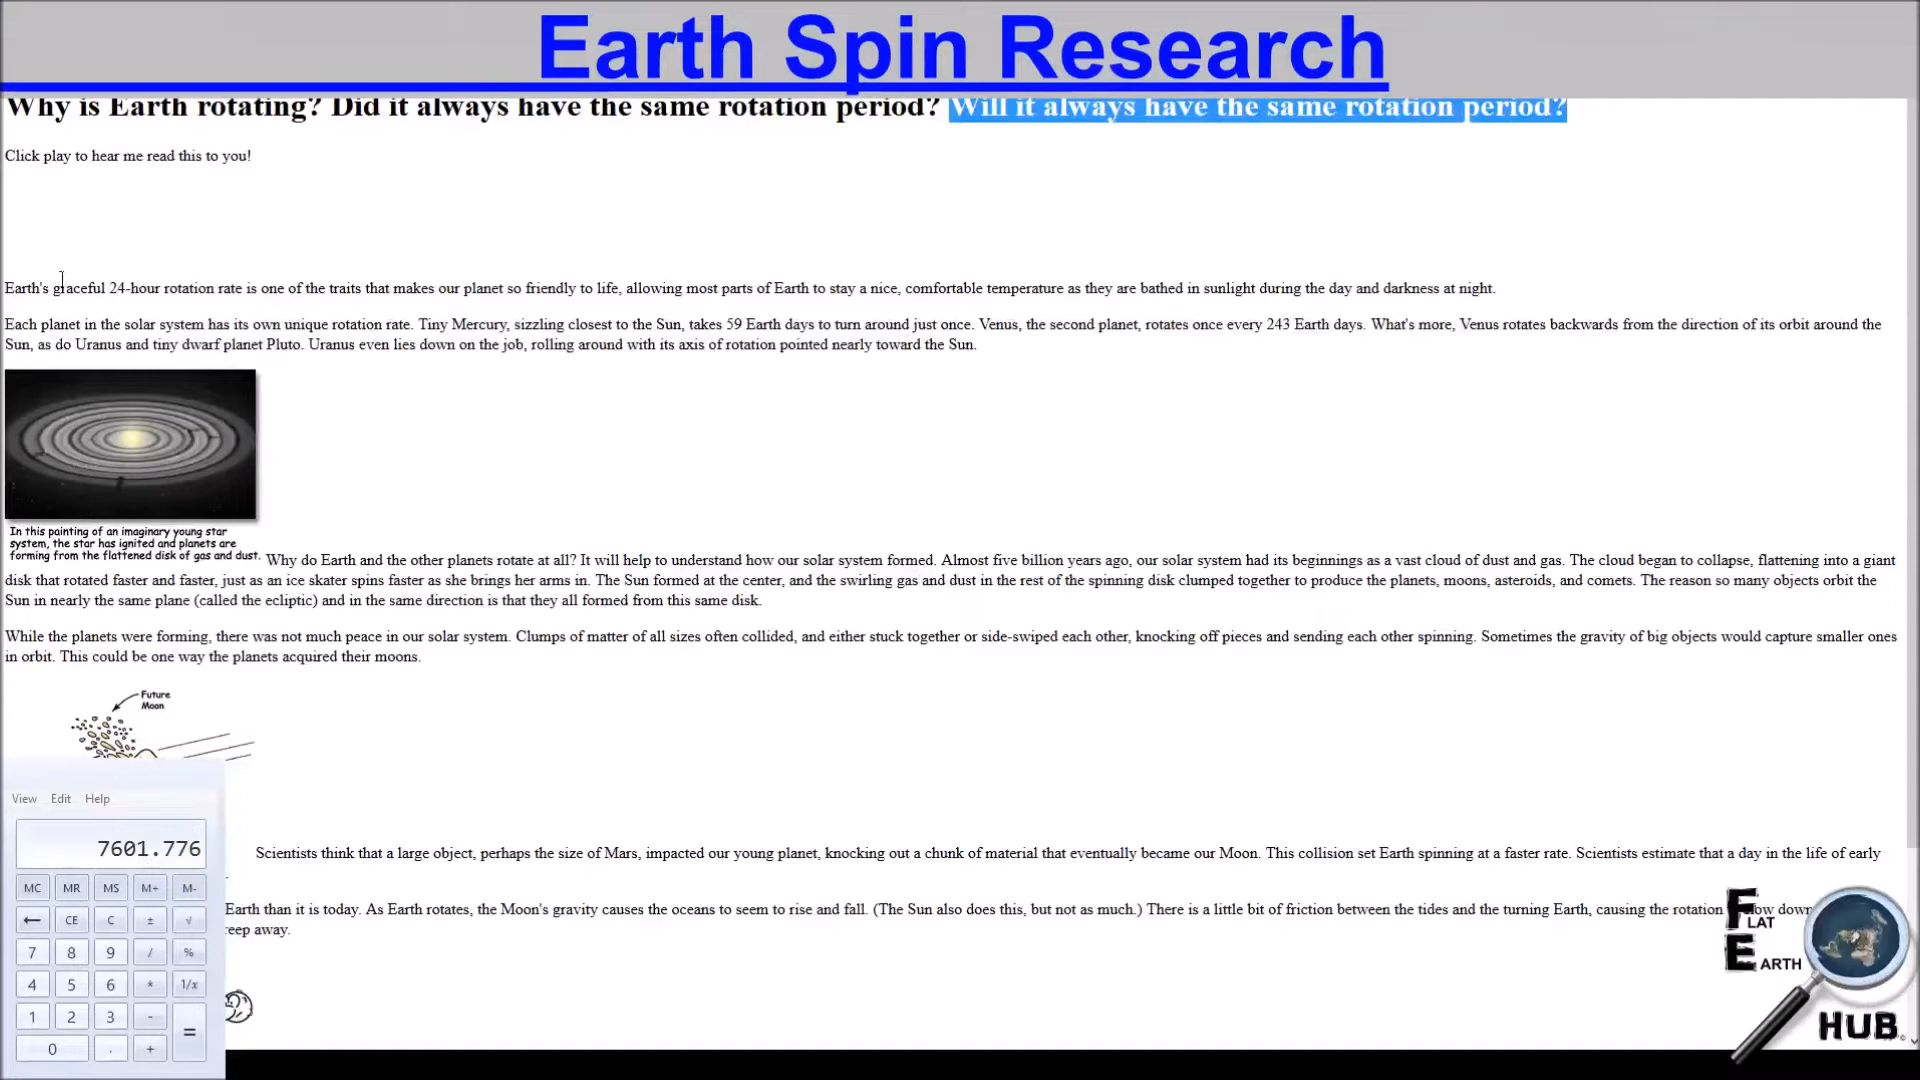 Earth Spin Research
Why is Earth rotating? Did it always have the same rotation period? Will it always have the same rotation period?
Click play to hear me read this to you!
Earth's graceful 24-hour rotation rate is one of the traits that makes our planet so friendly to life, allowing most parts of Earth to stay a nice, comfortable temperature as they are bathed in sunlight during the day and darkness at night.
Each planet in the solar system has its own unique rotation rate. Tiny Mercury, sizzling closest to the Sun, takes 59 Earth days to turn around just once. Venus, the second planet, rotates once every 243 Earth days. What's more, Venus rotates backwards from the direction of its orbit around the
Sun, as do Uranus and tiny dwarf planet Pluto. Uranus even lies down on the job, rolling around with its axis of rotation pointed nearly toward the Sun.
In this painting of an imaginary young star
system, the star has ignited and planets are
forming from the flattened disk of gas and dust.
Why do Earth and the other planets rotate at all? It will help to understand how our solar system formed. Almost five billion years ago, our solar system had its beginnings as a vast cloud of dust and gas. The cloud began to collapse, flattening into a giant
disk that rotated faster and faster, just as an ice skater spins faster as she brings her arms in. The Sun formed at the center, and the swirling gas and dust in the rest of the spinning disk clumped together to produce the planets, moons, asteroids, and comets. The reason so many objects orbit the
Sun in nearly the same plane (called the ecliptic) and in the same direction is that they all formed from this same disk.
While the planets were forming, there was not much peace in our solar system. Clumps of matter of all sizes often collided, and either stuck together or side-swiped each other, knocking off pieces and sending each other spinning. Sometimes the gravity of big objects would capture smaller ones
in orbit. This could be one way the planets acquired their moons.
Future
Moon
Scientists think that a large object, perhaps the size of Mars, impacted our young planet, knocking out a chunk of material that eventually became our Moon. This collision set Earth spinning at a faster rate. Scientists estimate that a day in the life of early
Earth than it is today. As Earth rotates, the Moon's gravity causes the oceans to seem to rise and fall. (The Sun also does this, but not as much.) There is a little bit of friction between the tides and the turning Earth, causing the rotation low down
eep away.
View Edit Help
7601.776
MC MR MS M+ M-
← CE C ± √
7 8 9 / %
4 5 6 * 1/x
1 2 3 - =
0 . +
FLAT
EARTH
HUB